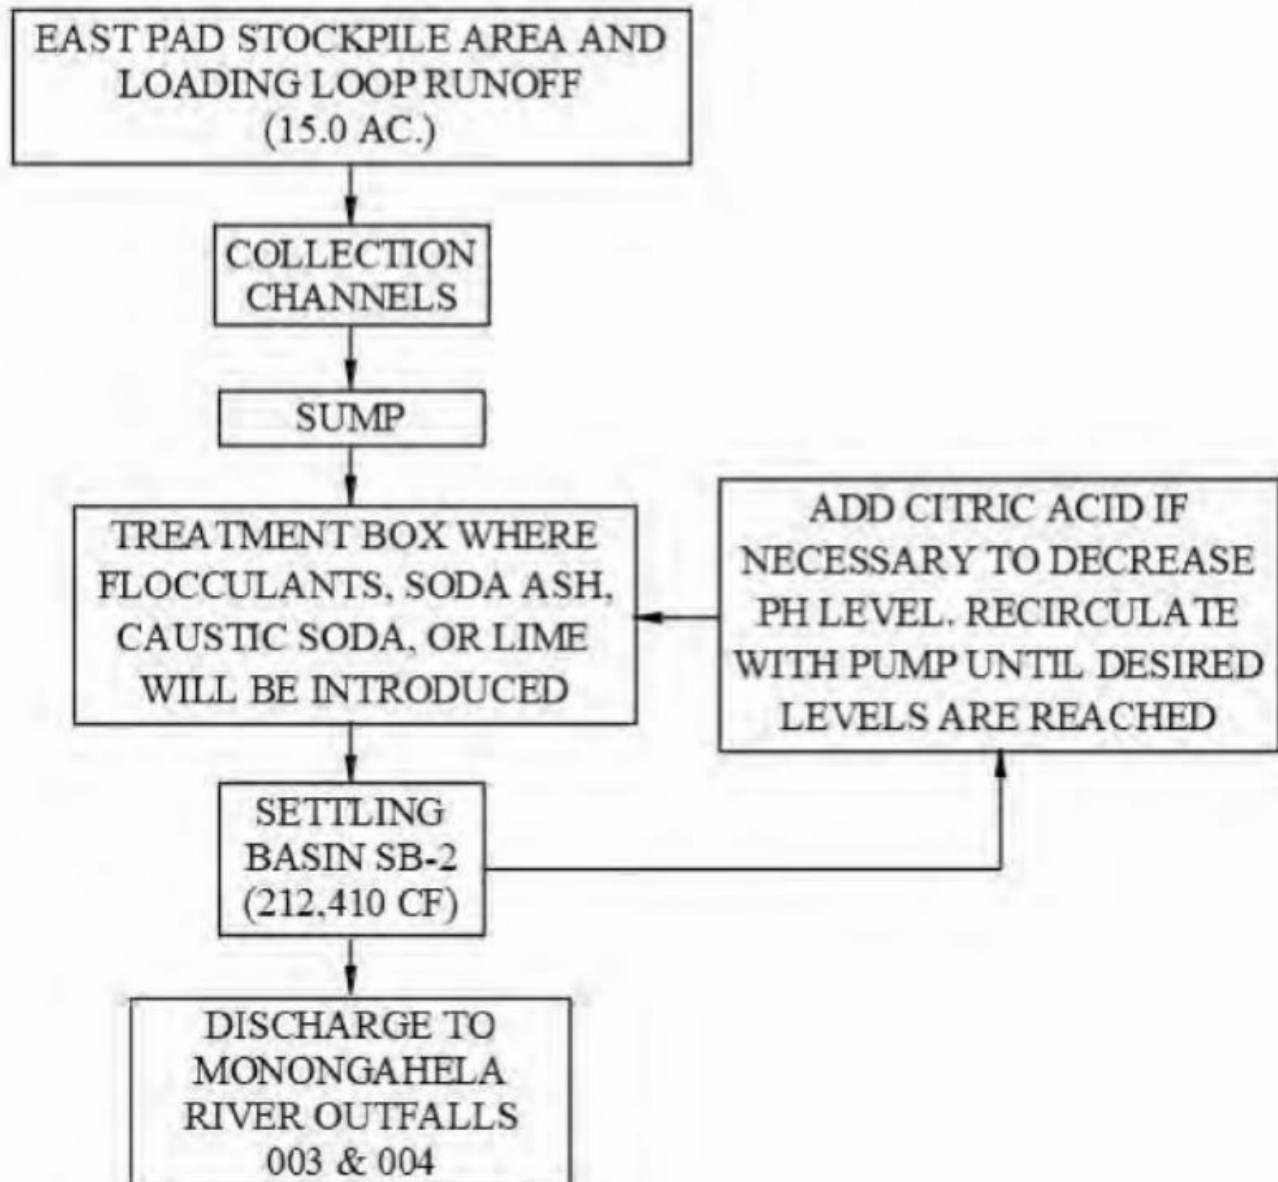 EAST PAD STOCKPILE AREA AND
LOADING LOOP RUNOFF
(15.0 AC.)
COLLECTION
CHANNELS
SUMP
TREATMENT BOX WHERE
FLOCCULANTS, SODA ASH,
CAUSTIC SODA, OR LIME
WILL BE INTRODUCED
ADD CITRIC ACID IF
NECESSARY TO DECREASE
PH LEVEL. RECIRCULATE
WITH PUMP UNTIL DESIRED
LEVELS ARE REACHED
SETTLING
BASIN SB-2
(212,410 CF)
DISCHARGE TO
MONONGAHELA
RIVER OUTFALLS
003 & 004